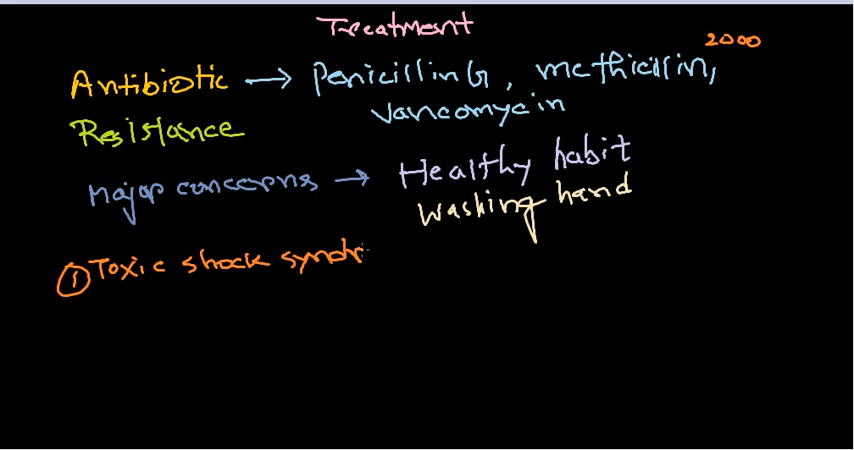 Treatment
2000
Antibiotic → Penicillin G, methicillin,
vancomycin
Resistance
Major concerns → Healthy habit
Washing hand
① Toxic shock syndr